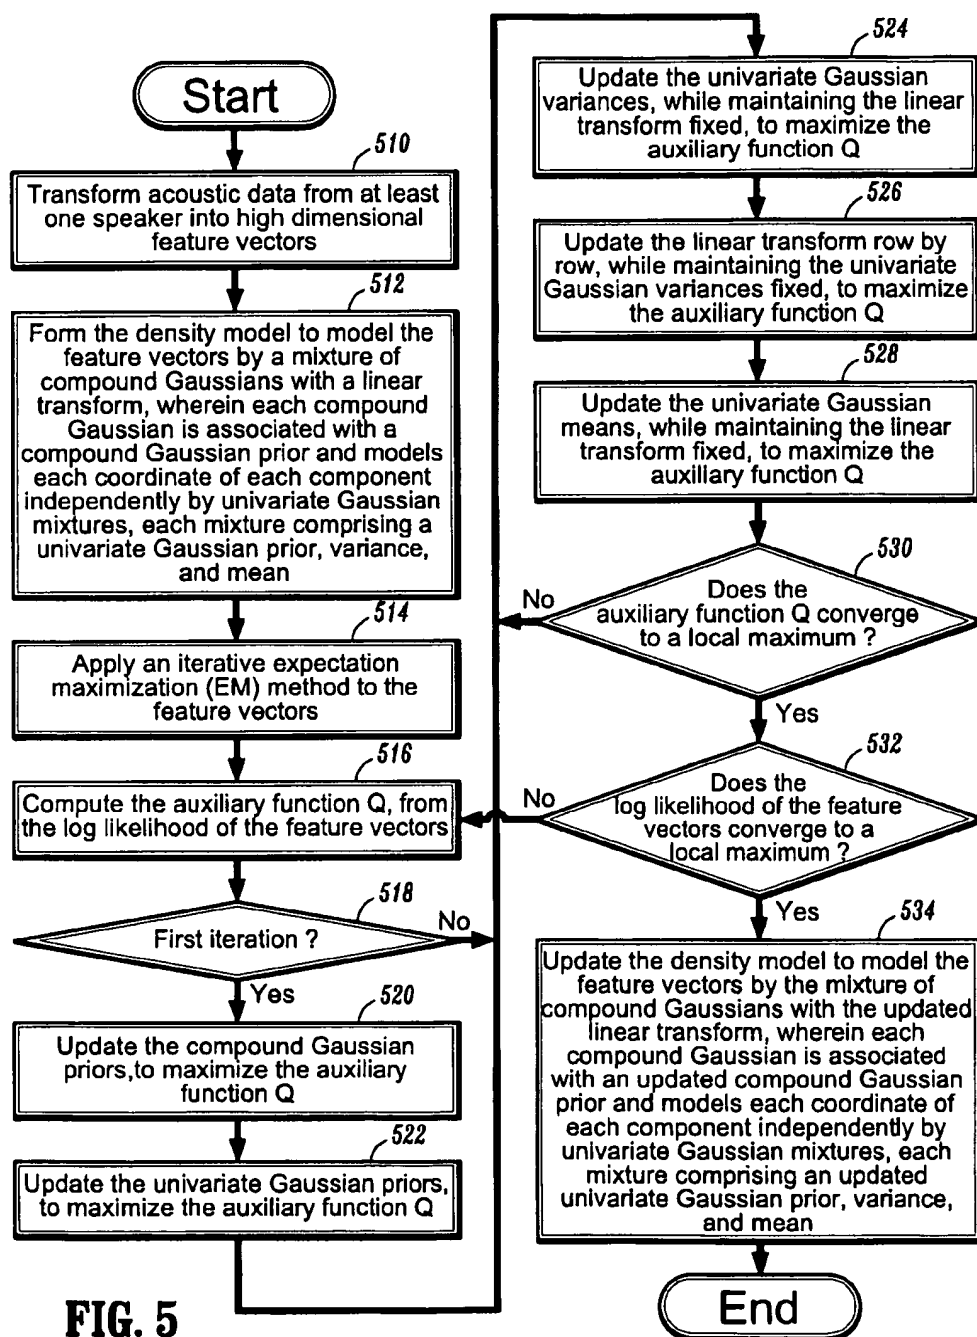 Start
510
Transform acoustic data from at least
one speaker into high dimensional
feature vectors
512
Form the density model to model the
feature vectors by a mixture of
compound Gaussians with a linear
transform, wherein each compound
Gaussian is associated with a
compound Gaussian prior and models
each coordinate of each component
independently by univariate Gaussian
mixtures, each mixture comprising a
univariate Gaussian prior, variance,
and mean
514
Apply an iterative expectation
maximization (EM) method to the
feature vectors
516
Compute the auxiliary function Q, from
the log likelihood of the feature vectors
518
First iteration ?
No
Yes
520
Update the compound Gaussian
priors,to maximize the auxiliary
function Q
522
Update the univariate Gaussian priors,
to maximize the auxiliary function Q
524
Update the univariate Gaussian
variances, while maintaining the linear
transform fixed, to maximize the
auxiliary function Q
526
Update the linear transform row by
row, while maintaining the univariate
Gaussian variances fixed, to maximize
the auxiliary function Q
528
Update the univariate Gaussian
means, while maintaining the linear
transform fixed, to maximize the
auxiliary function Q
530
Does the
auxiliary function Q converge
to a local maximum ?
No
Yes
532
Does the
log likelihood of the feature
vectors converge to a
local maximum ?
No
Yes
534
Update the density model to model the
feature vectors by the mixture of
compound Gaussians with the updated
linear transform, wherein each
compound Gaussian is associated
with an updated compound Gaussian
prior and models each coordinate of
each component independently by
univariate Gaussian mixtures, each
mixture comprising an updated
univariate Gaussian prior, variance,
and mean
End
FIG. 5